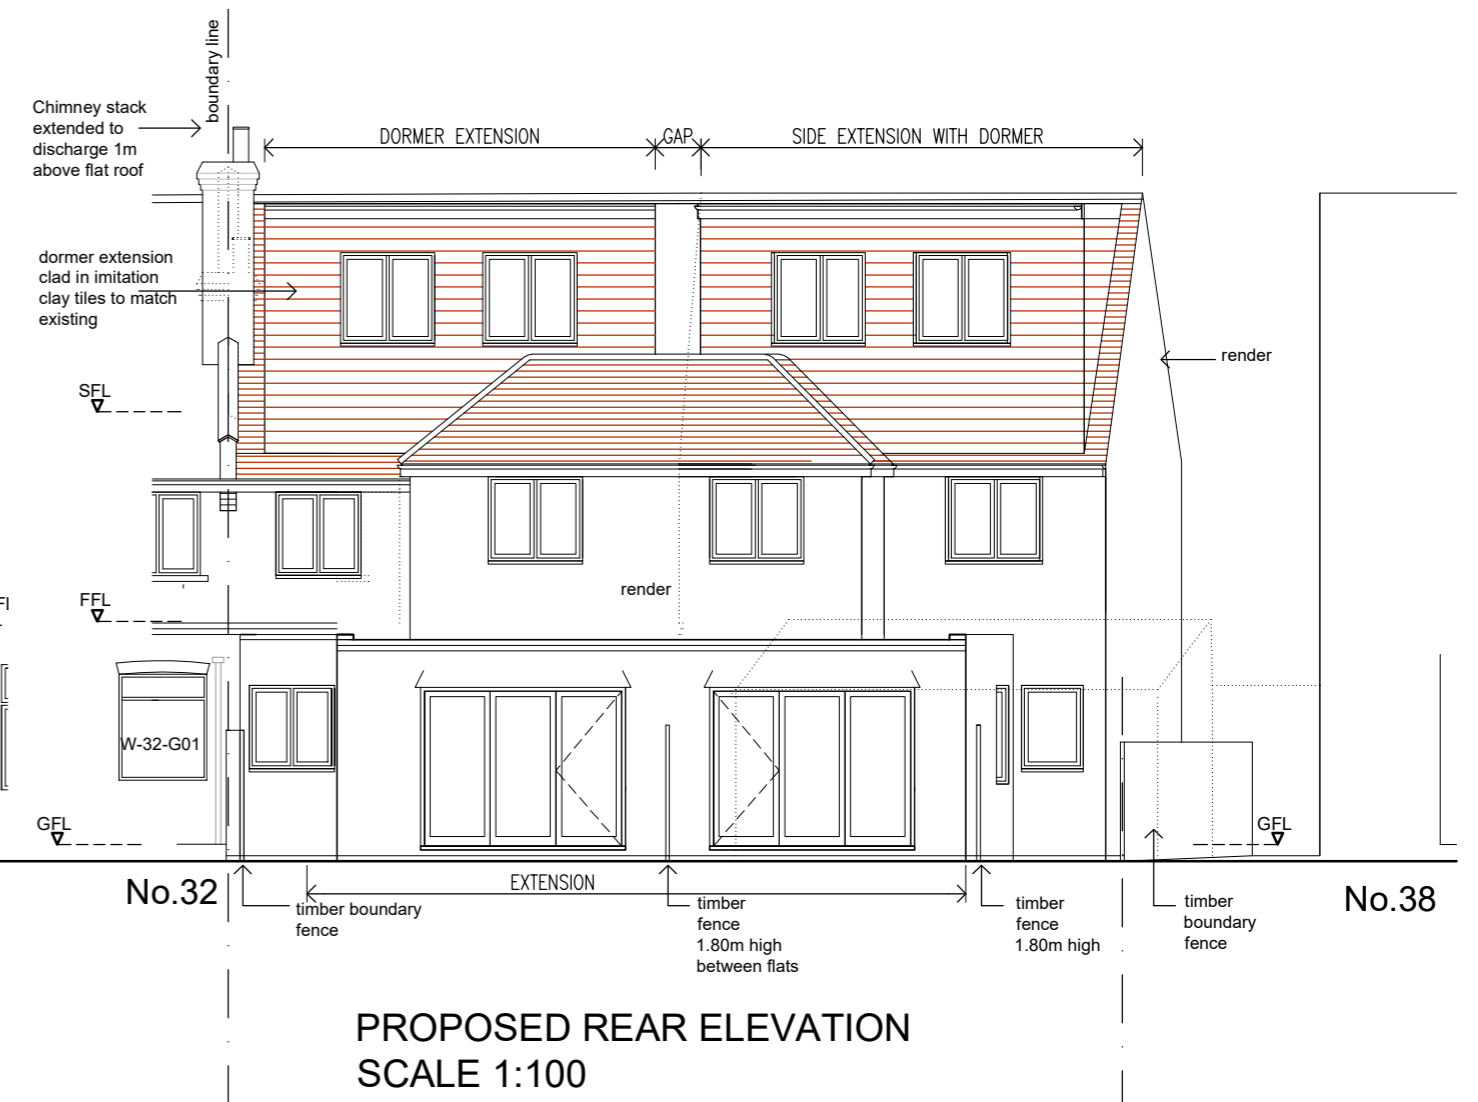 boundary line
Chimney stack
extended to
discharge 1m
above flat roof
DORMER EXTENSION
GAP
SIDE EXTENSION WITH DORMER
dormer extension
clad in imitation
clay tiles to match
existing
render
SFL
render
FFL
W-32-G01
GFL
GFL
No.32
EXTENSION
No.38
timber boundary
fence
timber
fence
1.80m high
between flats
timber
fence
1.80m high
timber
boundary
fence
PROPOSED REAR ELEVATION
SCALE 1:100